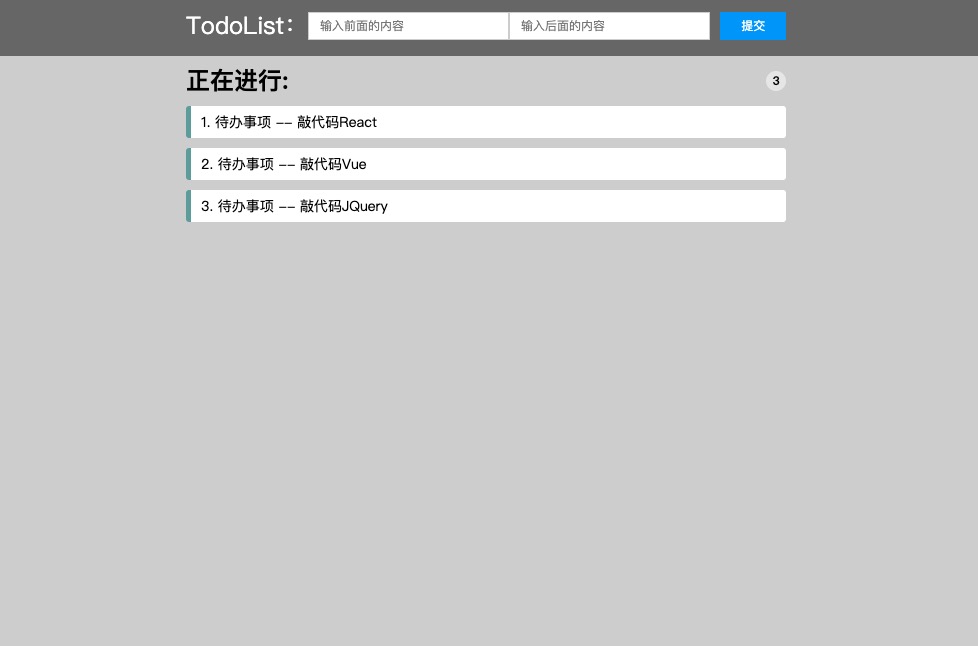 TodoList： 输入前面的内容 输入后面的内容 提交
正在进行: 3
1. 待办事项 -- 敲代码React
2. 待办事项 -- 敲代码Vue
3. 待办事项 -- 敲代码JQuery